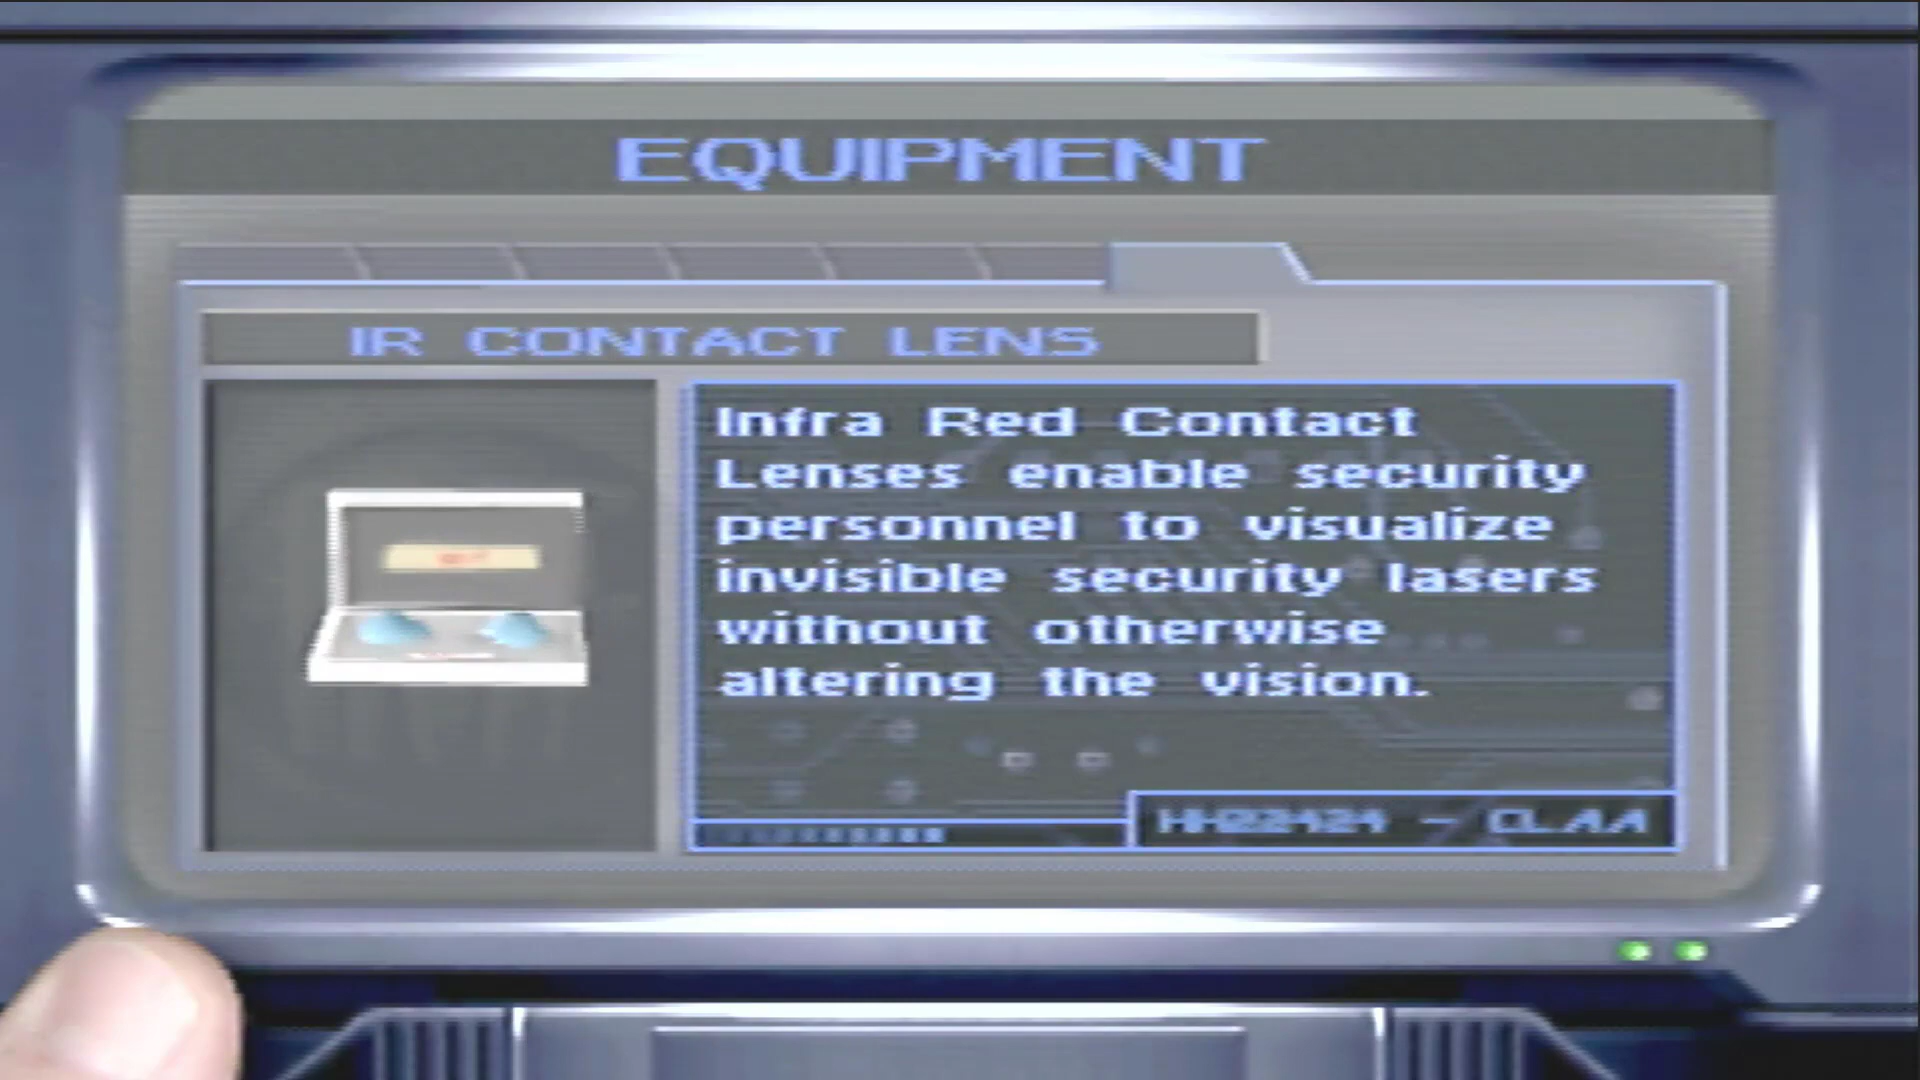 EQUIPMENT
IR CONTACT LENS
Infra Red Contact
Lenses enable security
personnel to visualize
invisible security lasers
without otherwise
altering the vision.
- CLAA